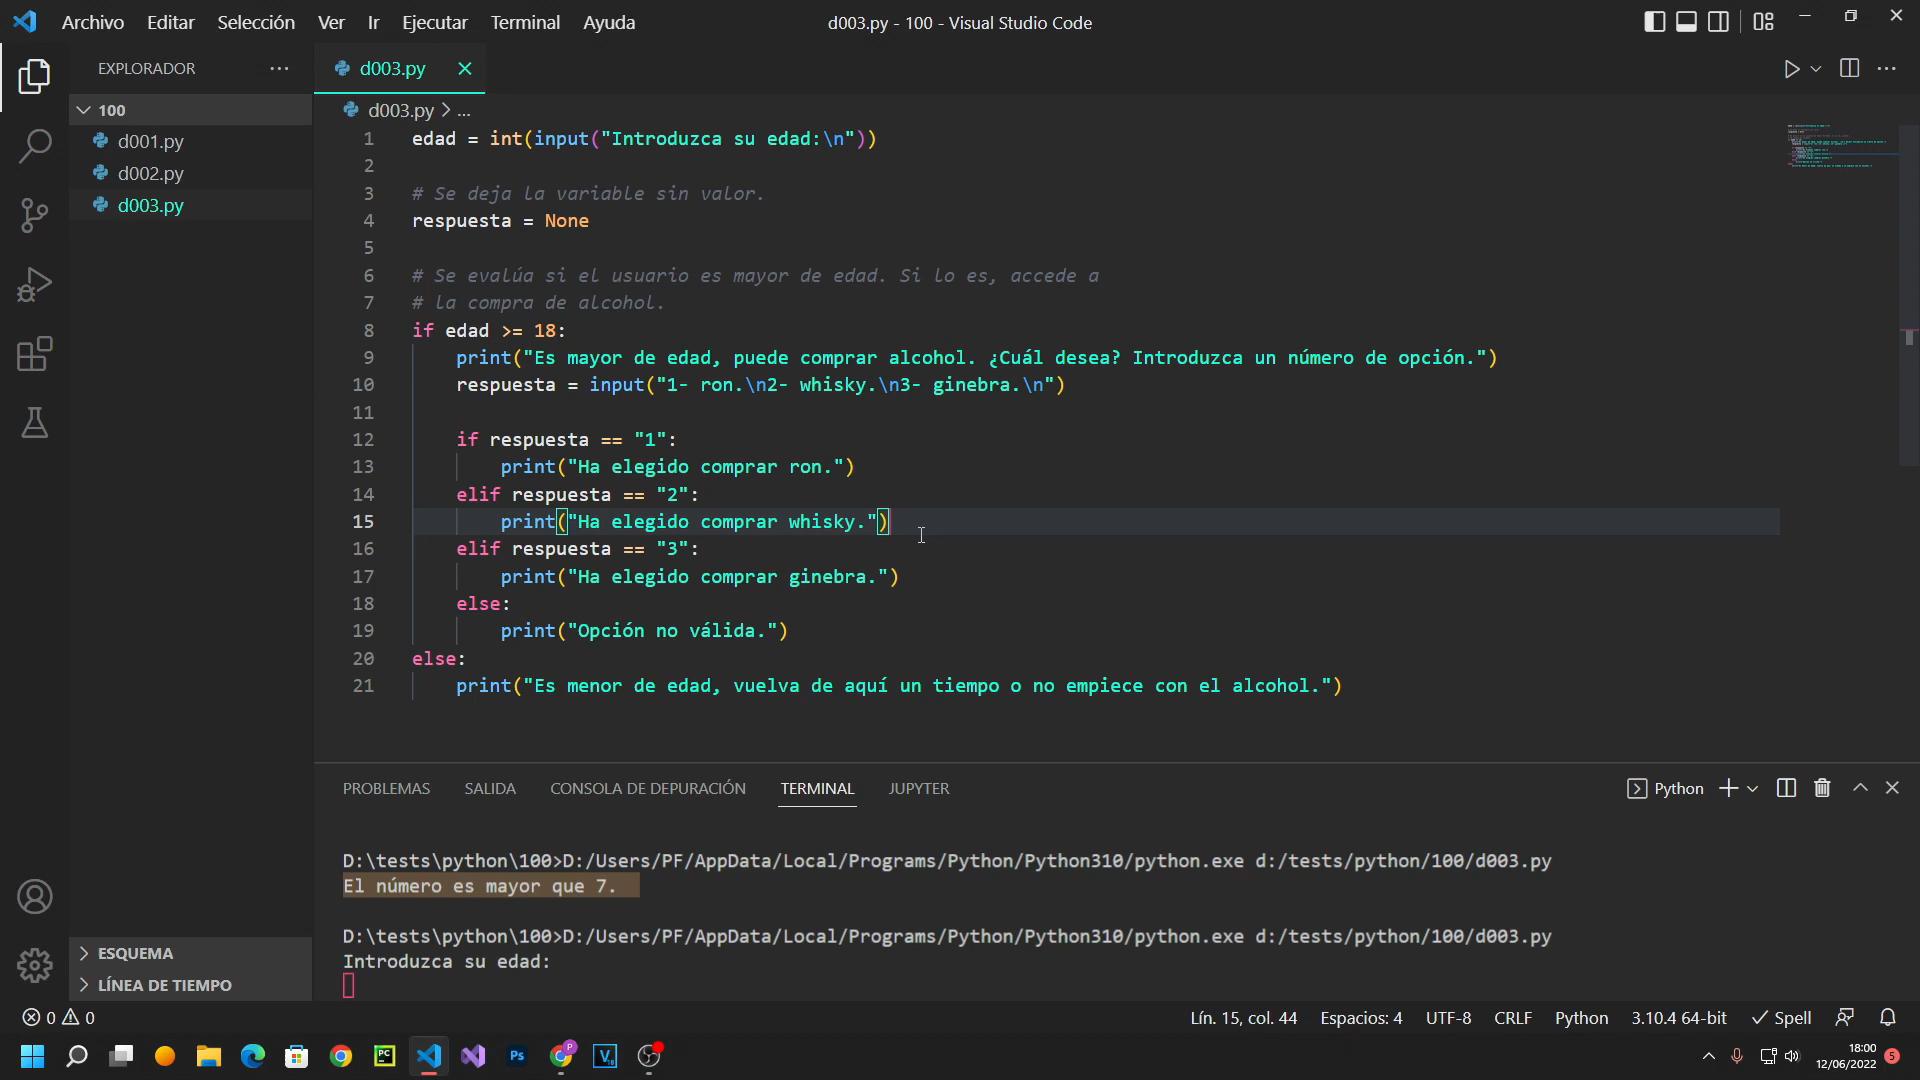 Archivo Editar Selección Ver Ir Ejecutar Terminal Ayuda d003.py - 100 - Visual Studio Code
EXPLORADOR
100
d001.py
d002.py
d003.py
ESQUEMA
LÍNEA DE TIEMPO
d003.py
d003.py > ...
1 edad = int(input("Introduzca su edad:\n"))
2
3 # Se deja la variable sin valor.
4 respuesta = None
5
6 # Se evalúa si el usuario es mayor de edad. Si lo es, accede a
7 # la compra de alcohol.
8 if edad >= 18:
9 print("Es mayor de edad, puede comprar alcohol. ¿Cuál desea? Introduzca un número de opción.")
10 respuesta = input("1- ron.\n2- whisky.\n3- ginebra.\n")
11
12 if respuesta == "1":
13 print("Ha elegido comprar ron.")
14 elif respuesta == "2":
15 print("Ha elegido comprar whisky.")
16 elif respuesta == "3":
17 print("Ha elegido comprar ginebra.")
18 else:
19 print("Opción no válida.")
20 else:
21 print("Es menor de edad, vuelva de aquí un tiempo o no empiece con el alcohol.")
PROBLEMAS SALIDA CONSOLA DE DEPURACIÓN TERMINAL JUPYTER Python
D:\tests\python\100>D:/Users/PF/AppData/Local/Programs/Python/Python310/python.exe d:/tests/python/100/d003.py
El número es mayor que 7.
D:\tests\python\100>D:/Users/PF/AppData/Local/Programs/Python/Python310/python.exe d:/tests/python/100/d003.py
Introduzca su edad:
0 0 Lín. 15, col. 44 Espacios: 4 UTF-8 CRLF Python 3.10.4 64-bit Spell
PC Ps P V 18:00 5
12/06/2022